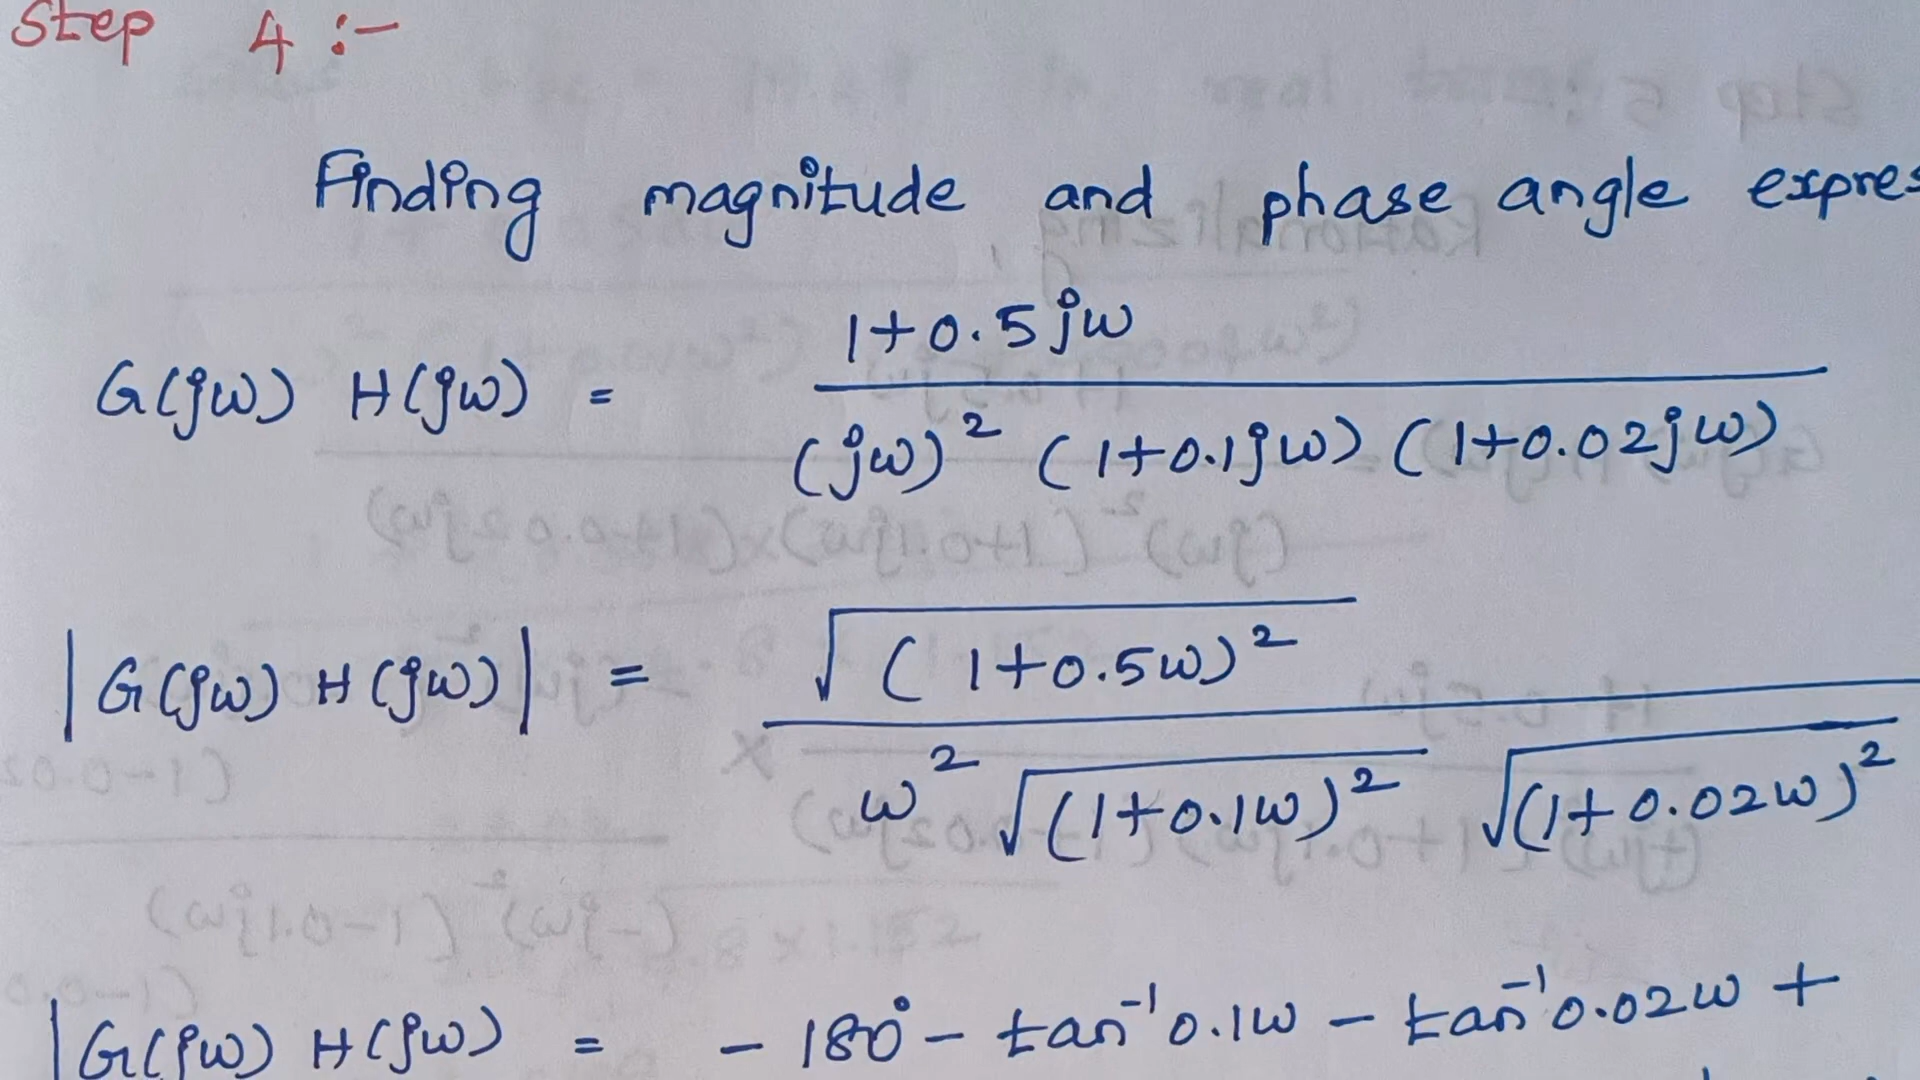 Step 4 :-
Finding magnitude and phase angle expres
G(jω) H(jω) = 1+0.5jω / (jω)² (1+0.1jω) (1+0.02jω)
|G(jω) H(jω)| = √(1+0.5ω)² / ω² √(1+0.1ω)² √(1+0.02ω)²
|G(jω) H(jω) = -180° - tan⁻¹0.1ω - tan⁻¹0.02ω +